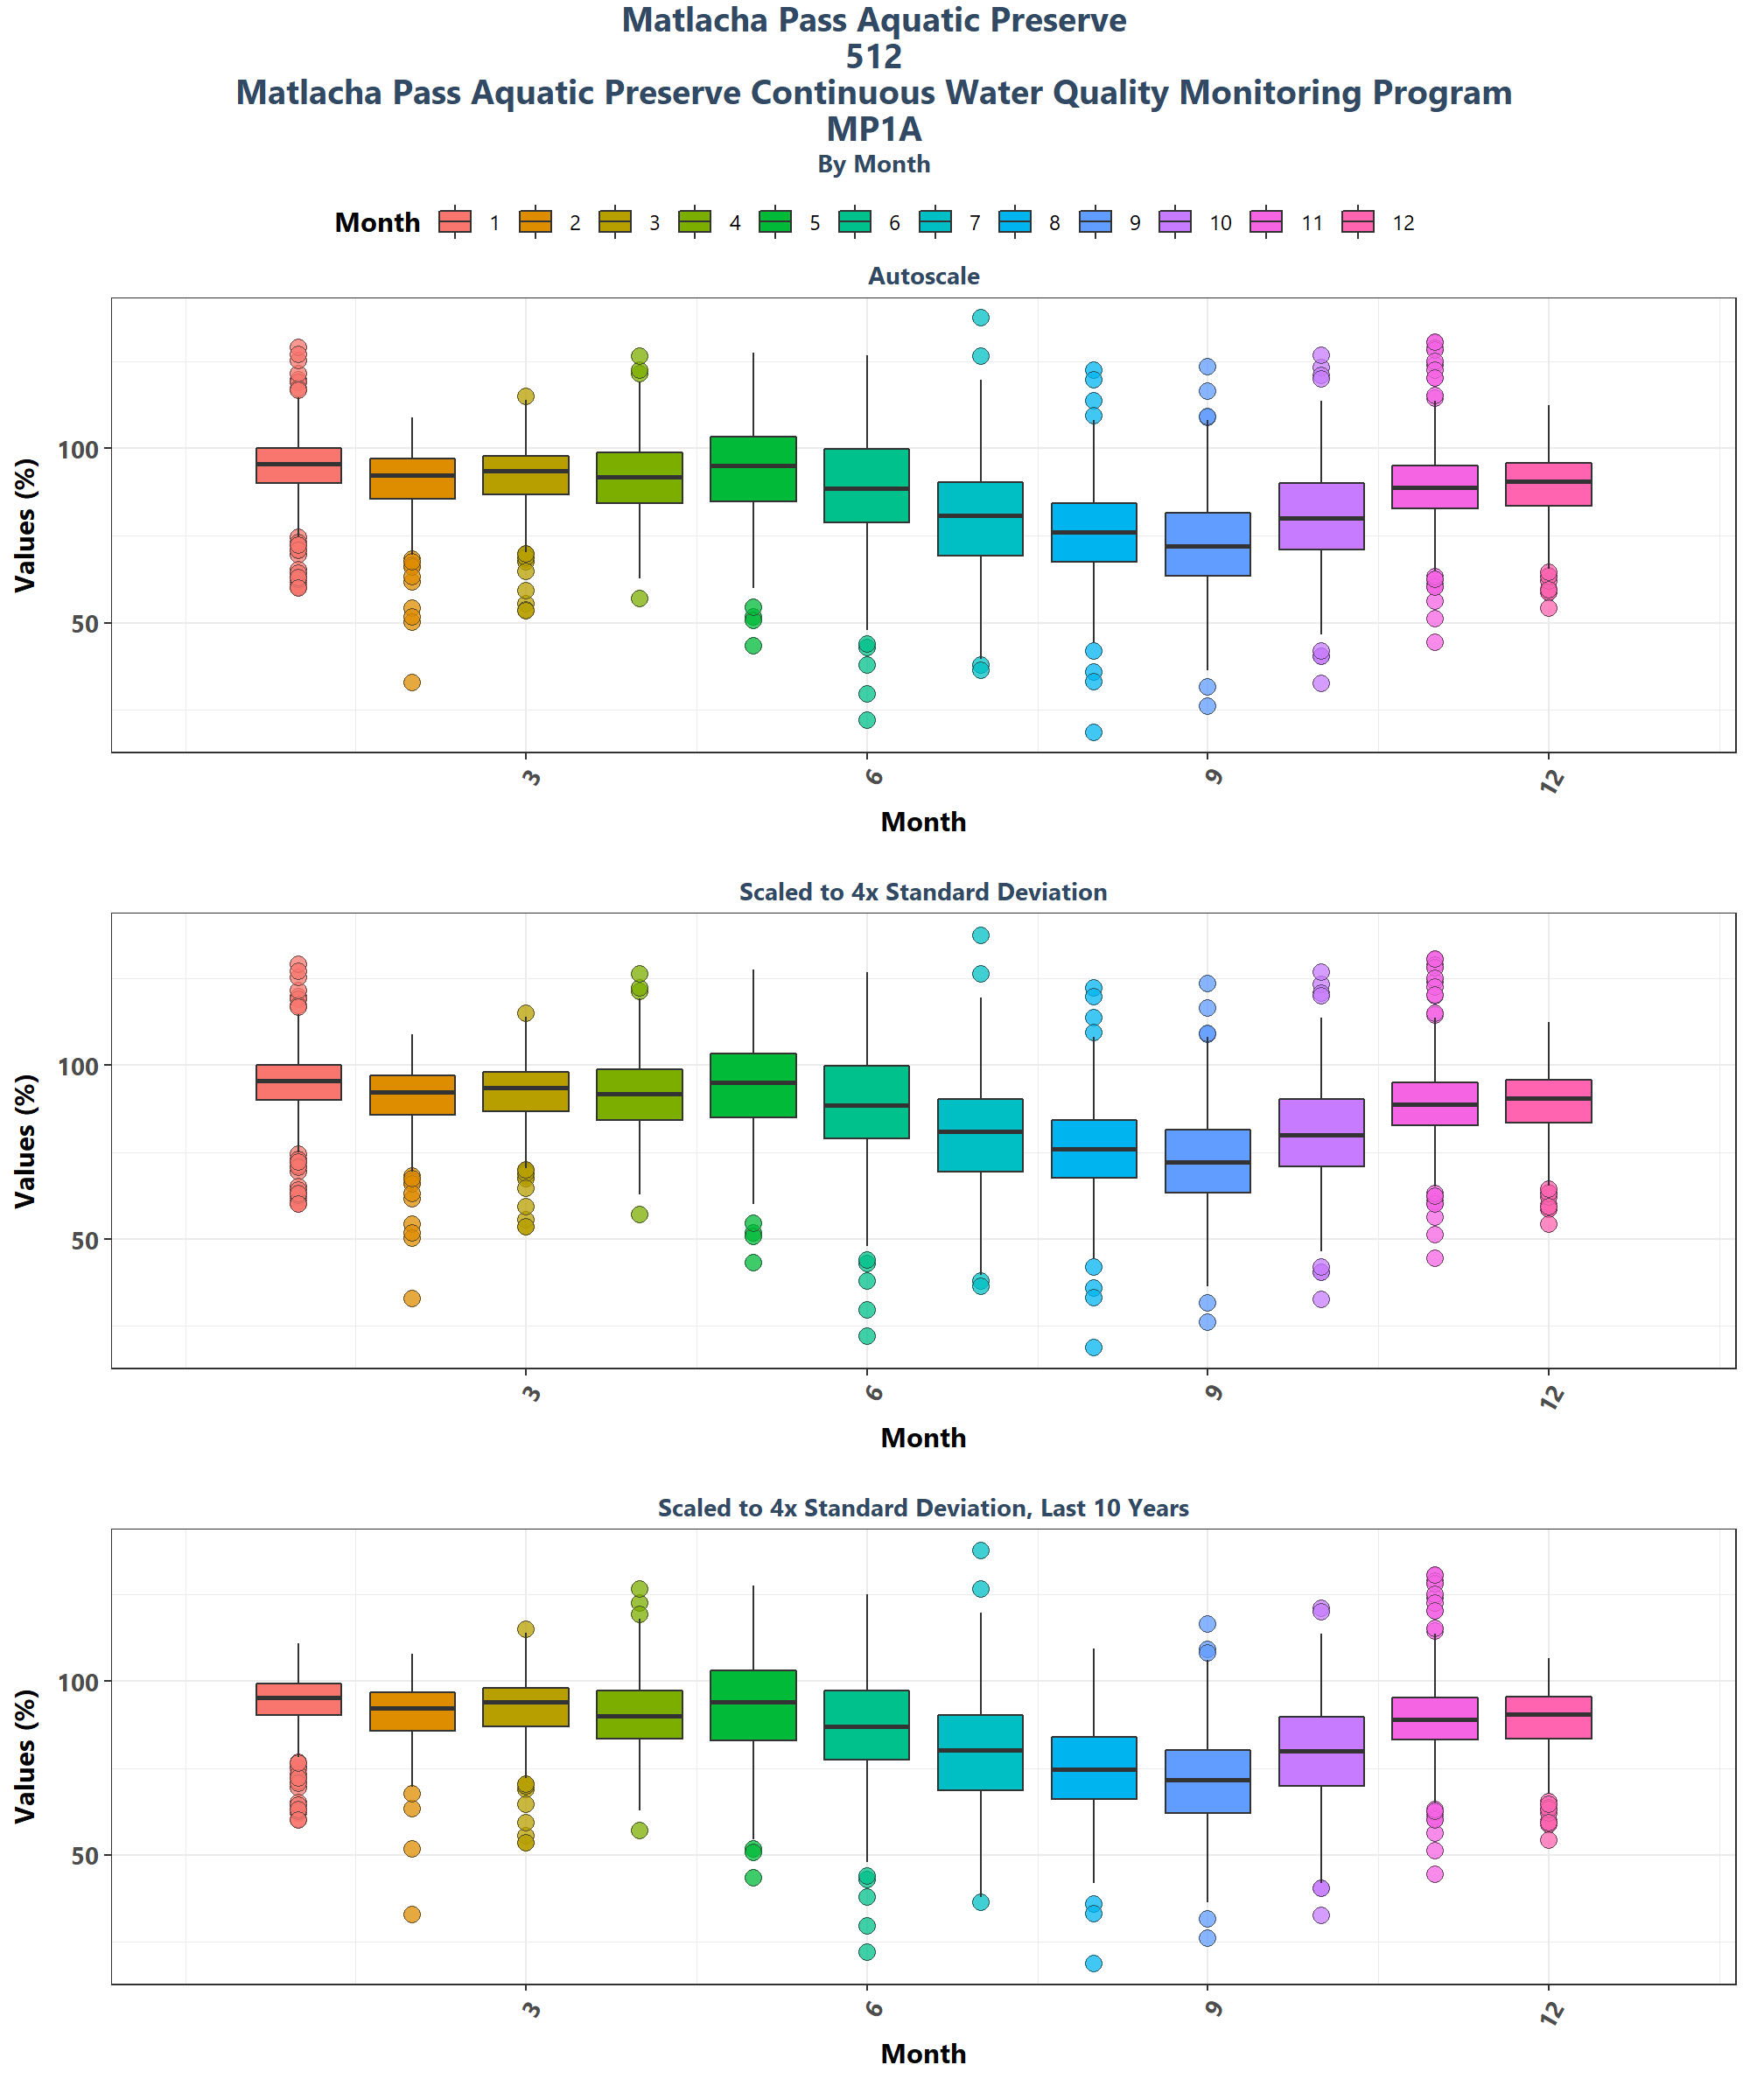 Matlacha Pass Aquatic Preserve
512
Matlacha Pass Aquatic Preserve Continuous Water Quality Monitoring Program
MP1A
By Month
Month 1 2 3 4 5 6 7 8 9 10 11 12
Autoscale
Values (%)
100
50
3 6 9 12
Month
Scaled to 4x Standard Deviation
Values (%)
100
50
3 6 9 12
Month
Scaled to 4x Standard Deviation, Last 10 Years
Values (%)
100
50
3 6 9 12
Month